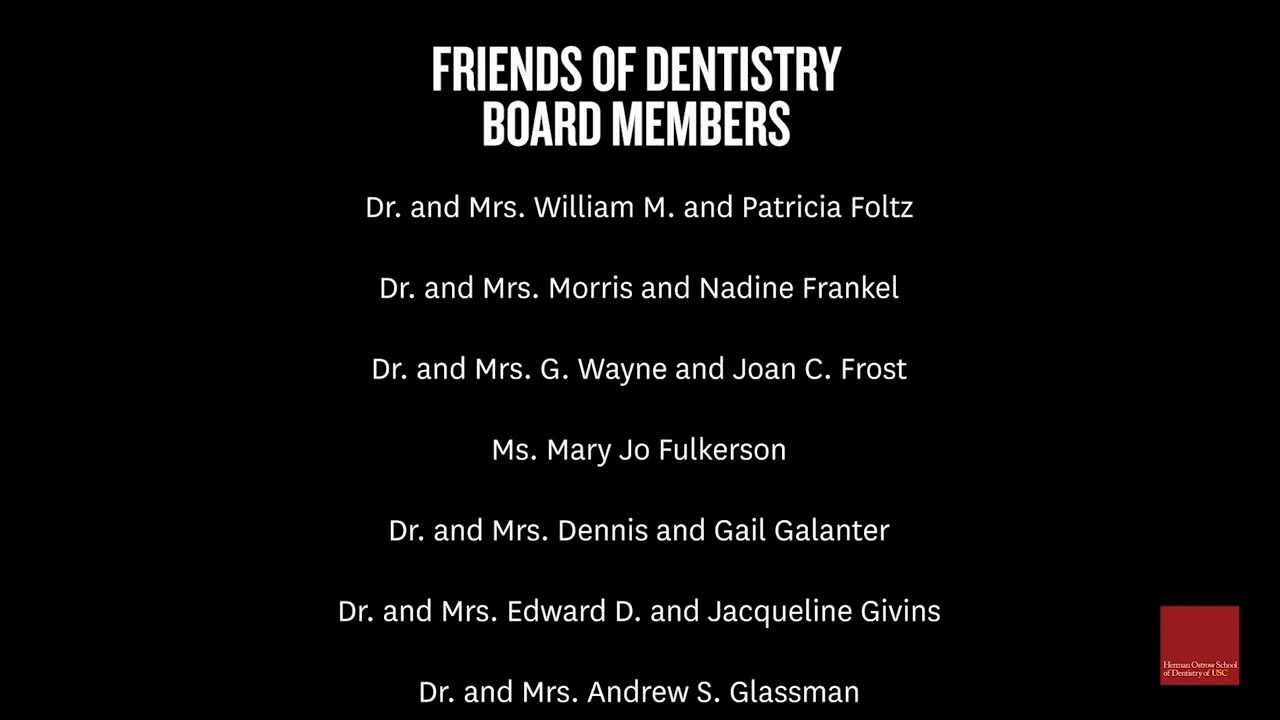 FRIENDS OF DENTISTRY
BOARD MEMBERS
Dr. and Mrs. William M. and Patricia Foltz
Dr. and Mrs. Morris and Nadine Frankel
Dr. and Mrs. G. Wayne and Joan C. Frost
Ms. Mary Jo Fulkerson
Dr. and Mrs. Dennis and Gail Galanter
Dr. and Mrs. Edward D. and Jacqueline Givins
Dr. and Mrs. Andrew S. Glassman
Herman Ostrow School
of Dentistry of USC